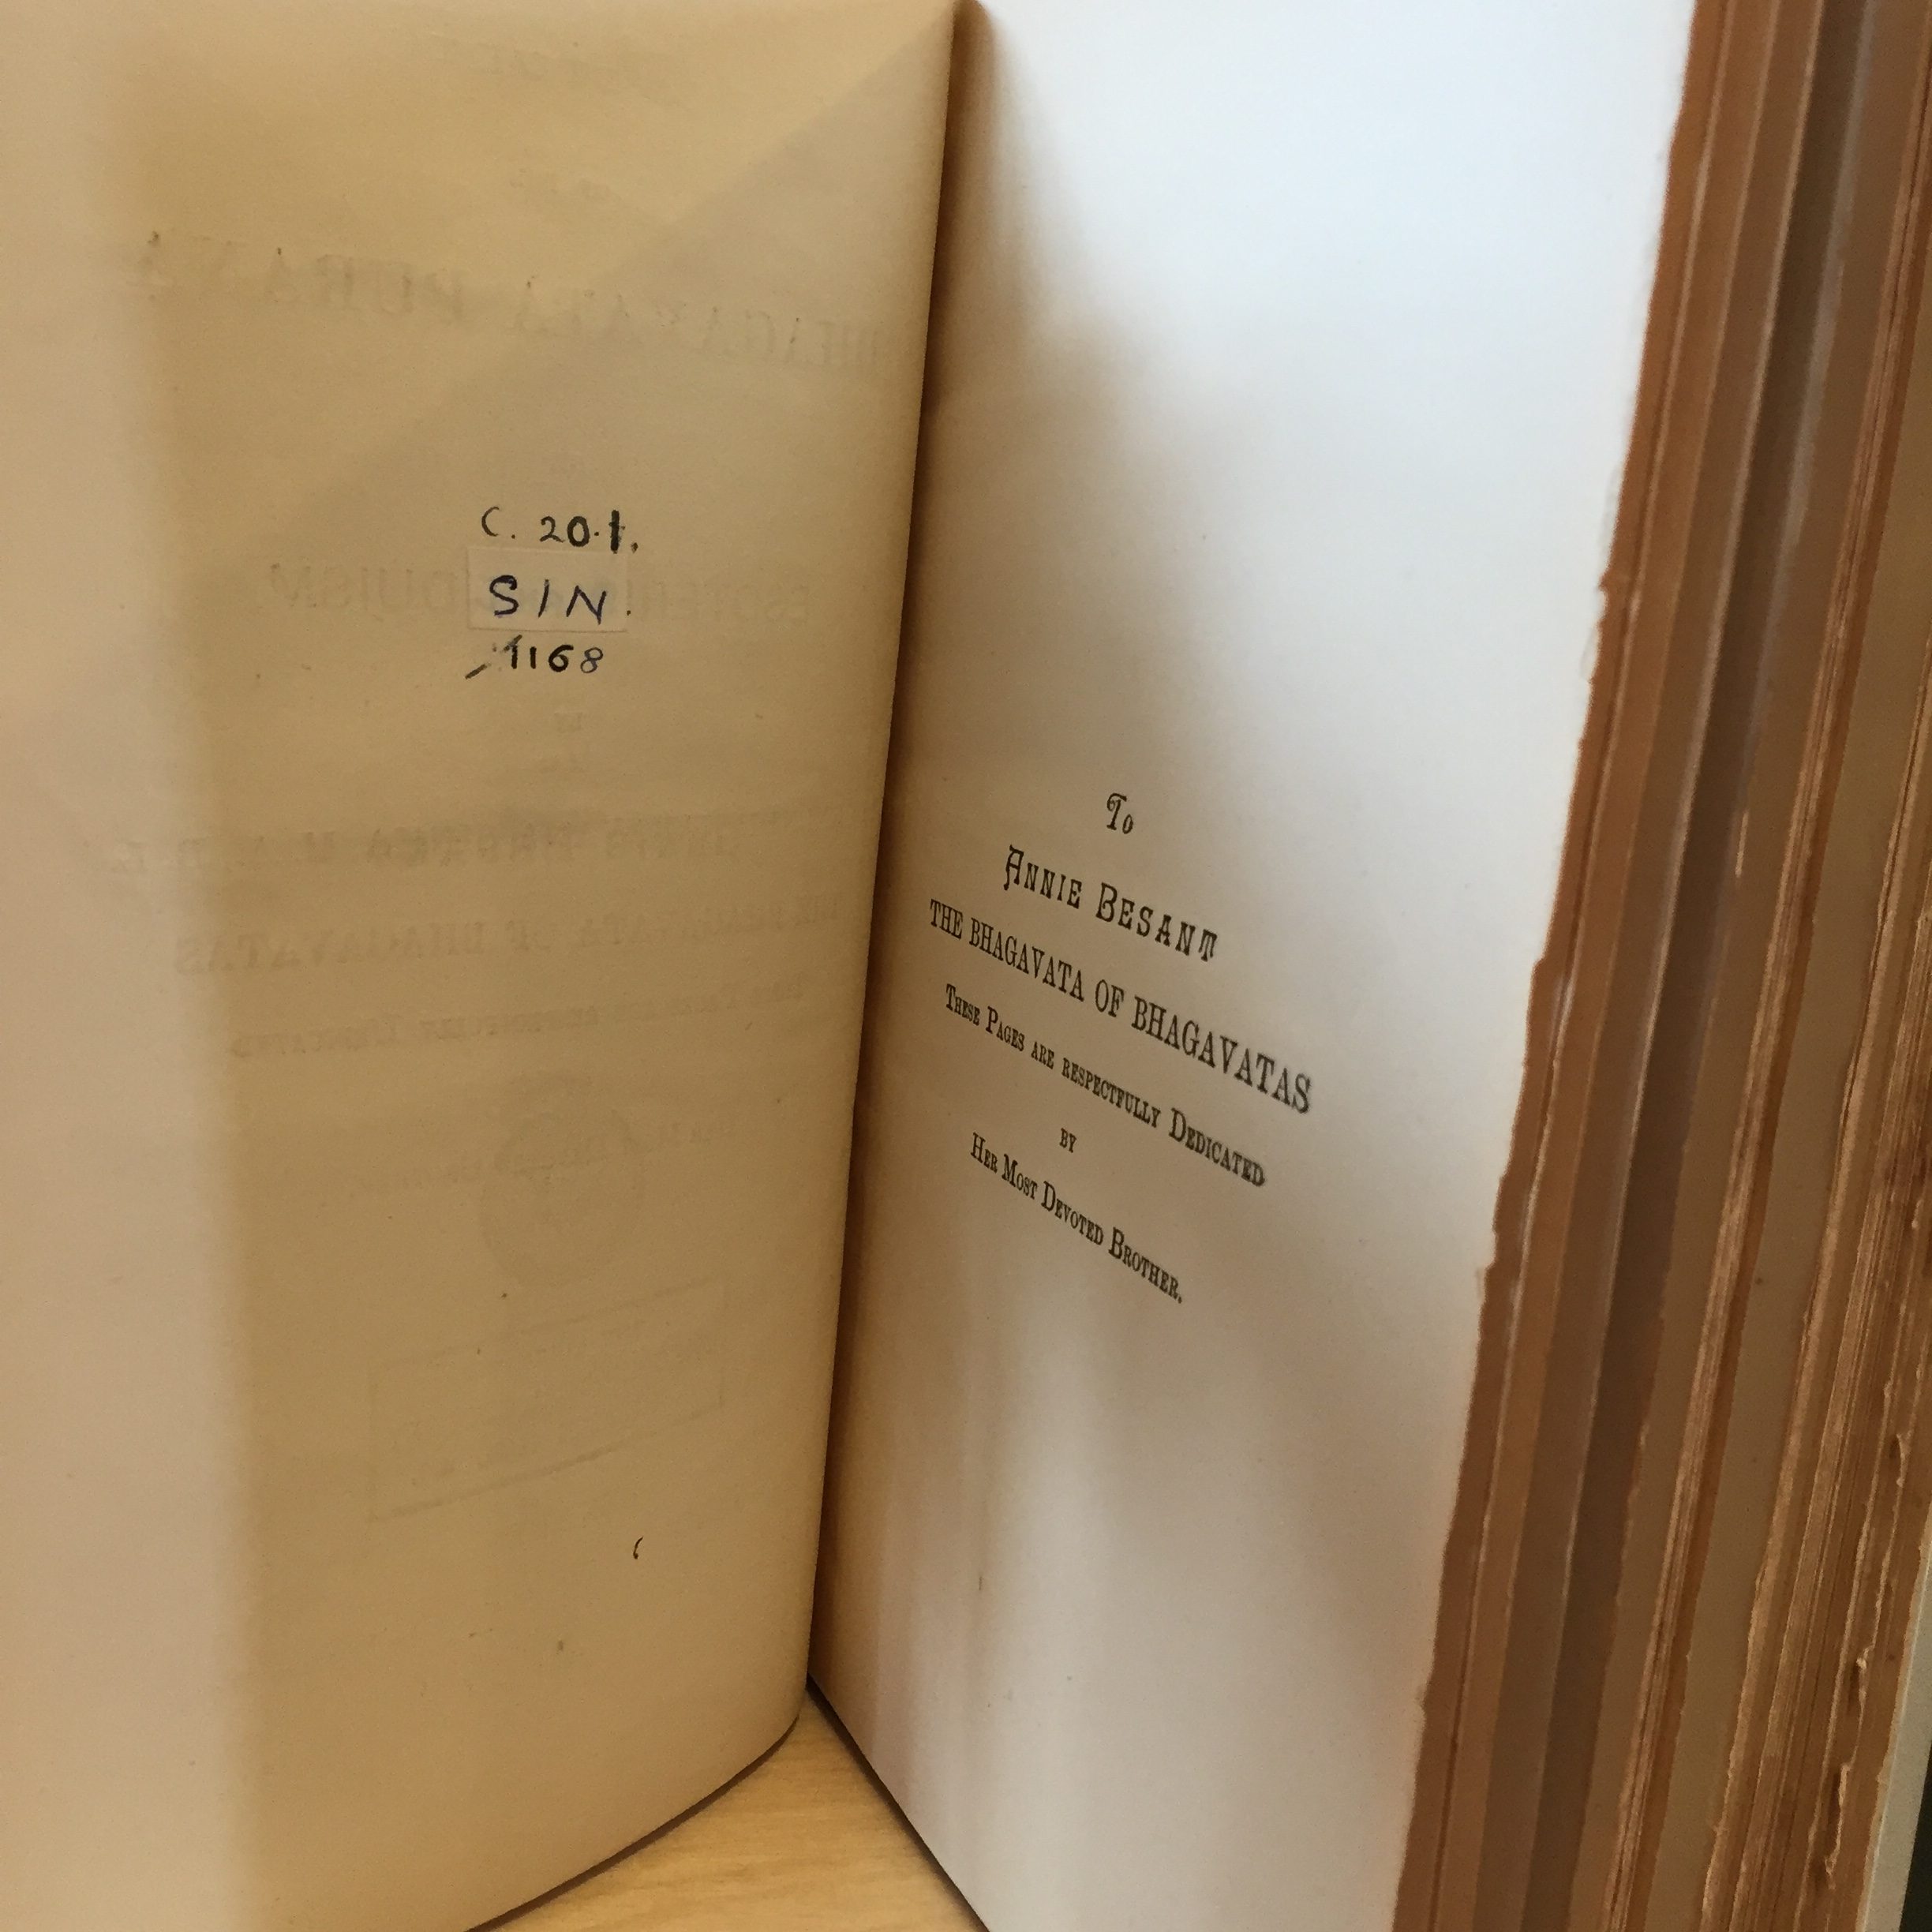 C. 20.1.
SIN.
1168
To
ANNIE BESANT
THE BHAGAVATA OF BHAGAVATAS
THESE PAGES ARE RESPECTFULLY DEDICATED
BY
HER MOST DEVOTED BROTHER.